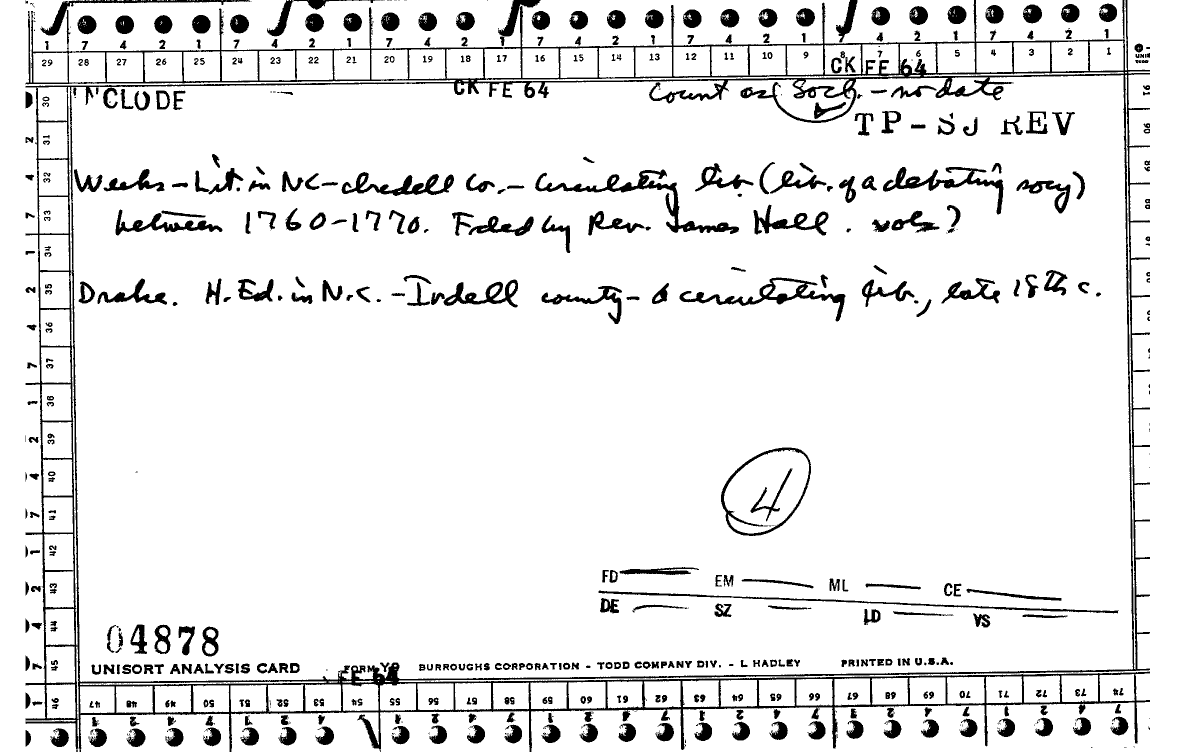 7 4 2 1 7 4 2 1 7 4 2 1 7 4 2 1 7 4 2 1 7 4 2 1 7 4 2 1
29 28 27 26 25 24 23 22 21 20 19 18 17 16 15 14 13 12 11 10 9 8 7 6 5 4 3 2 1
CK FE 64
'NCLUDE CK FE 64 Count as Soc. - no date
TP-SJ REV
Weeks - Lit. in NC - Iredell Co. - Circulating lib (lib. of a debating socy)
between 1760-1770. Fded by Rev. James Hall. vols?
Drake. H. Ed. in N.C. - Irdell county - a circulating lib., late 18th c.
4
FD EM ML CE
DE SZ LD VS
04878
UNISORT ANALYSIS CARD FORM Y9 BURROUGHS CORPORATION - TODD COMPANY DIV. - L HADLEY PRINTED IN U.S.A.
FE 64
47 48 49 50 51 52 53 54 55 56 57 58 59 60 61 62 63 64 65 66 67 68 69 70 71 72 73 74
30 31 32 33 34 35 36 37 38 39 40 41 42 43 44 45 46